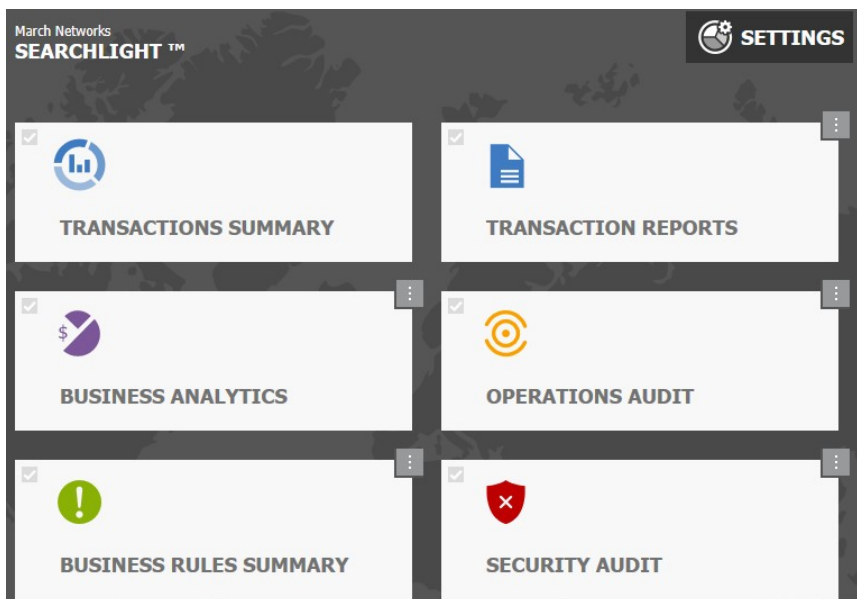 March Networks
SEARCHLIGHT ™
SETTINGS
TRANSACTIONS SUMMARY
TRANSACTION REPORTS
$
BUSINESS ANALYTICS
OPERATIONS AUDIT
BUSINESS RULES SUMMARY
SECURITY AUDIT